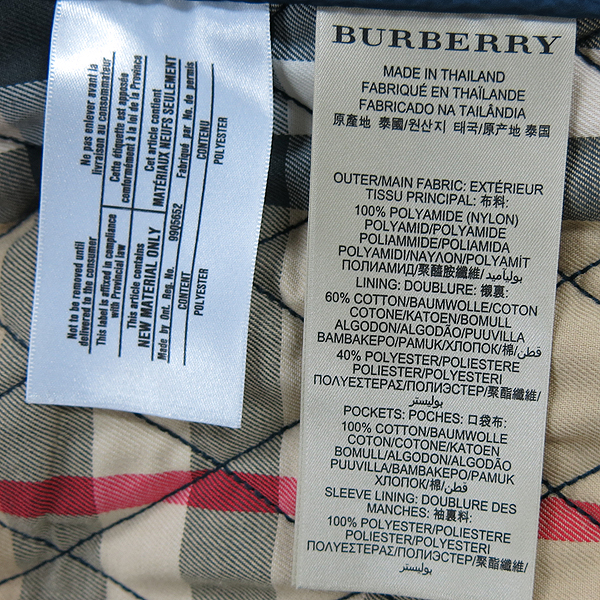 Ne pas enlever avant la
livraison au consommateur
Cette étiquette est apposée
conformément à la loi de la Province
Cet article contient
MATÉRIAUX NEUFS SEULEMENT
Fabriqué par No. de permis
CONTENU
POLYESTER
Not to be removed until
delivered to the consumer
This label is affixed in compliance
with Provincial law
This article contains
NEW MATERIAL ONLY
Made by Ont. Reg. No.
9905652
CONTENT
POLYESTER
BURBERRY
MADE IN THAILAND
FABRIQUÉ EN THAÏLANDE
FABRICADO NA TAILÂNDIA
原產地 泰國/원산지 태국/原产地 泰国
OUTER/MAIN FABRIC: EXTÉRIEUR
TISSU PRINCIPAL: 布料:
100% POLYAMIDE (NYLON)
POLYAMID/POLYAMIDE
POLIAMMIDE/POLIAMIDA
POLYAMIDI/NAYLON/ΡΟLΥΑΜÍΤ
ПОЛИАМИД/聚醯胺纖維/بوليأميد
LINING: DOUBLURE: 襯裏:
60% COTTON/BAUMWOLLE/COTON
COTONE/KATOEN/BOMULL
ALGODON/ALGODÃO/PUUVILLA
ΒΑΜΒΑΚΕΡΟ/PAMUK/ХЛОПОК/棉/قطن
40% POLYESTER/POLIESTERE
POLIESTER/POLYESTERI
ΠΟΛΥΕΣΤΕΡΑΣ/ПОЛИЭСТЕР/聚酯纖維/
بوليستر
POCKETS: POCHES: 口袋布:
100% COTTON/BAUMWOLLE
COTON/COTONE/KATOEN
BOMULL/ALGODON/ALGODÃO
PUUVILLA/ΒΑΜΒΑΚΕΡΟ/PAMUK
ХЛОПОК/棉/قطن
SLEEVE LINING: DOUBLURE DES
MANCHES: 袖裏料:
100% POLYESTER/POLIESTERE
POLIESTER/POLYESTERI
ΠΟΛΥΕΣΤΕΡΑΣ/ПОЛИЭСТЕР/聚酯纖維/
بوليستر